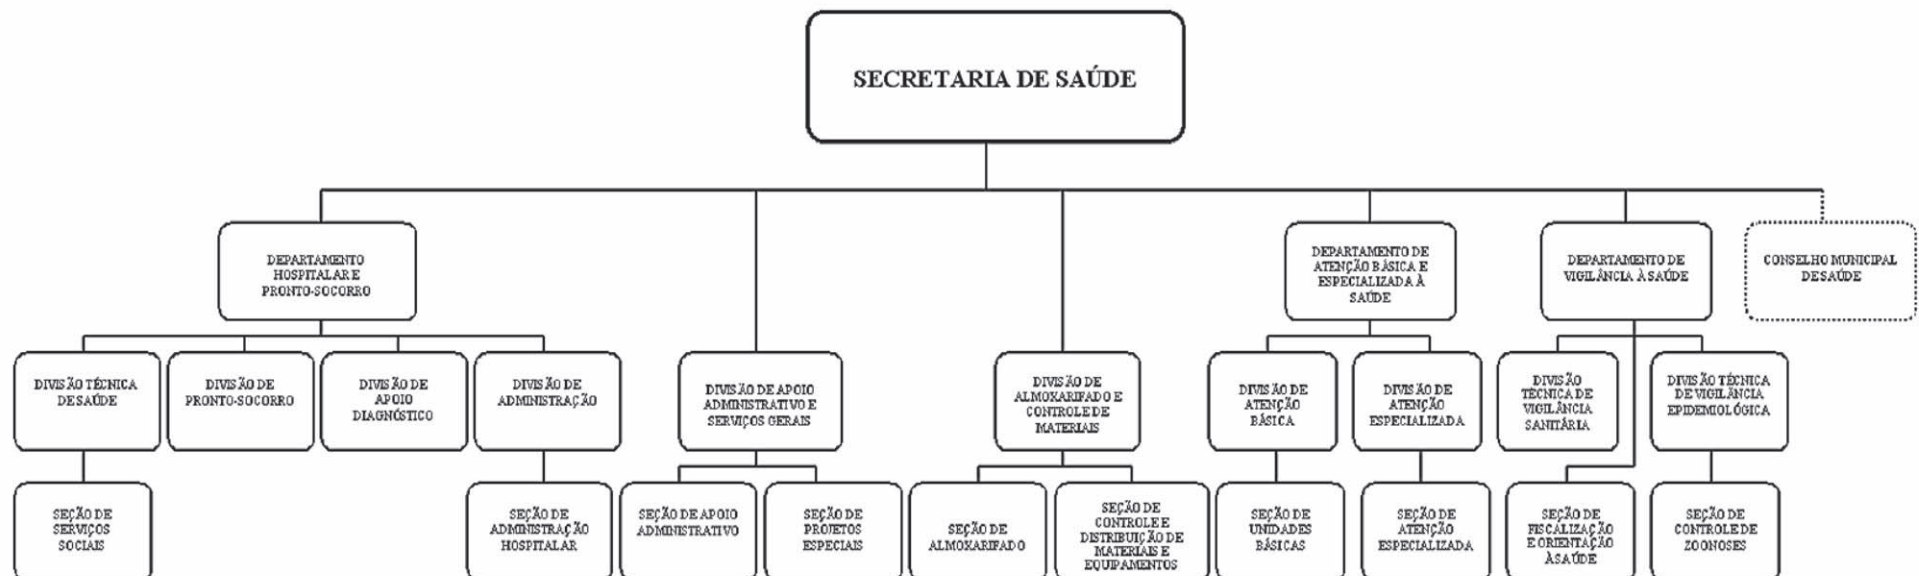 SECRETARIA DE SAÚDE
DEPARTAMENTO
HOSPITALAR E
PRONTO-SOCORRO
DEPARTAMENTO DE
ATENÇÃO BÁSICA E
ESPECIALIZADA À
SAÚDE
DEPARTAMENTO DE
VIGILÂNCIA À SAÚDE
CONSELHO MUNICIPAL
DE SAÚDE
DIVISÃO TÉCNICA
DE SAÚDE
DIVISÃO DE
PRONTO-SOCORRO
DIVISÃO DE
APOIO
DIAGNÓSTICO
DIVISÃO DE
ADMINISTRAÇÃO
DIVISÃO DE APOIO
ADMINISTRATIVO E
SERVIÇOS GERAIS
DIVISÃO DE
ALMOXARIFADO E
CONTROLE DE
MATERIAIS
DIVISÃO DE
ATENÇÃO
BÁSICA
DIVISÃO DE
ATENÇÃO
ESPECIALIZADA
DIVISÃO
TÉCNICA DE
VIGILÂNCIA
SANITÁRIA
DIVISÃO TÉCNICA
DE VIGILÂNCIA
EPIDEMIOLÓGICA
SEÇÃO DE
SERVIÇOS
SOCIAIS
SEÇÃO DE
ADMINISTRAÇÃO
HOSPITALAR
SEÇÃO DE APOIO
ADMINISTRATIVO
SEÇÃO DE
PROJETOS
ESPECIAIS
SEÇÃO DE
ALMOXARIFADO
SEÇÃO DE
CONTROLE E
DISTRIBUIÇÃO DE
MATERIAIS E
EQUIPAMENTOS
SEÇÃO DE
UNIDADES
BÁSICAS
SEÇÃO DE
ATENÇÃO
ESPECIALIZADA
SEÇÃO DE
FISCALIZAÇÃO
E ORIENTAÇÃO
À SAÚDE
SEÇÃO DE
CONTROLE DE
ZOONOSES